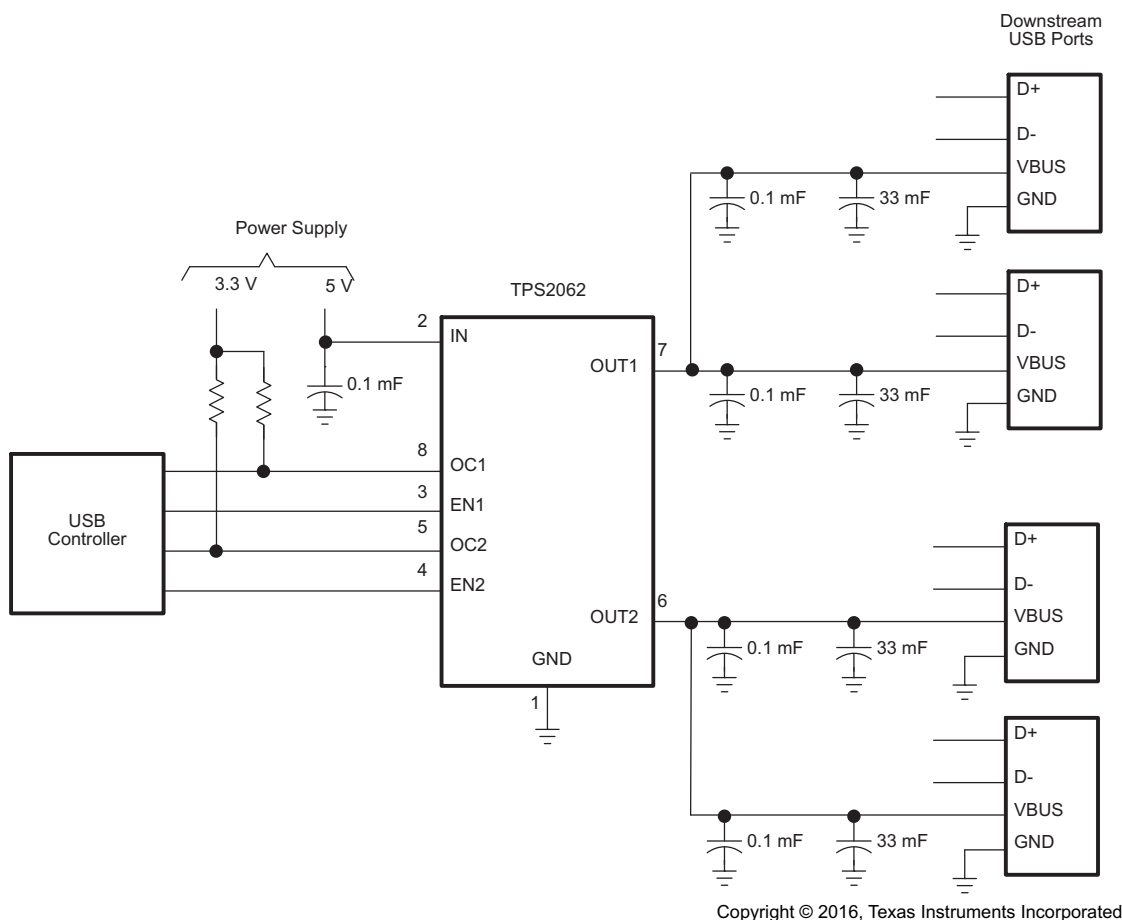 Downstream
USB Ports
D+
D-
VBUS
GND
0.1 mF
33 mF
Power Supply
3.3 V
5 V
0.1 mF
TPS2062
2
IN
8
OC1
3
EN1
5
OC2
4
EN2
7
OUT1
6
OUT2
GND
1
USB
Controller
D+
D-
VBUS
GND
0.1 mF
33 mF
D+
D-
VBUS
GND
0.1 mF
33 mF
D+
D-
VBUS
GND
0.1 mF
33 mF
Copyright © 2016, Texas Instruments Incorporated